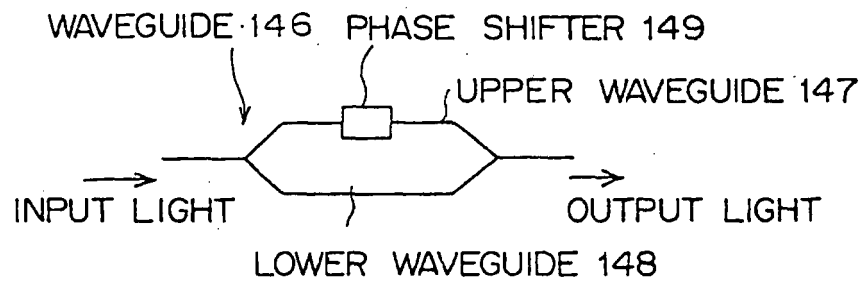 WAVEGUIDE 146 PHASE SHIFTER 149
UPPER WAVEGUIDE 147
INPUT LIGHT
OUTPUT LIGHT
LOWER WAVEGUIDE 148